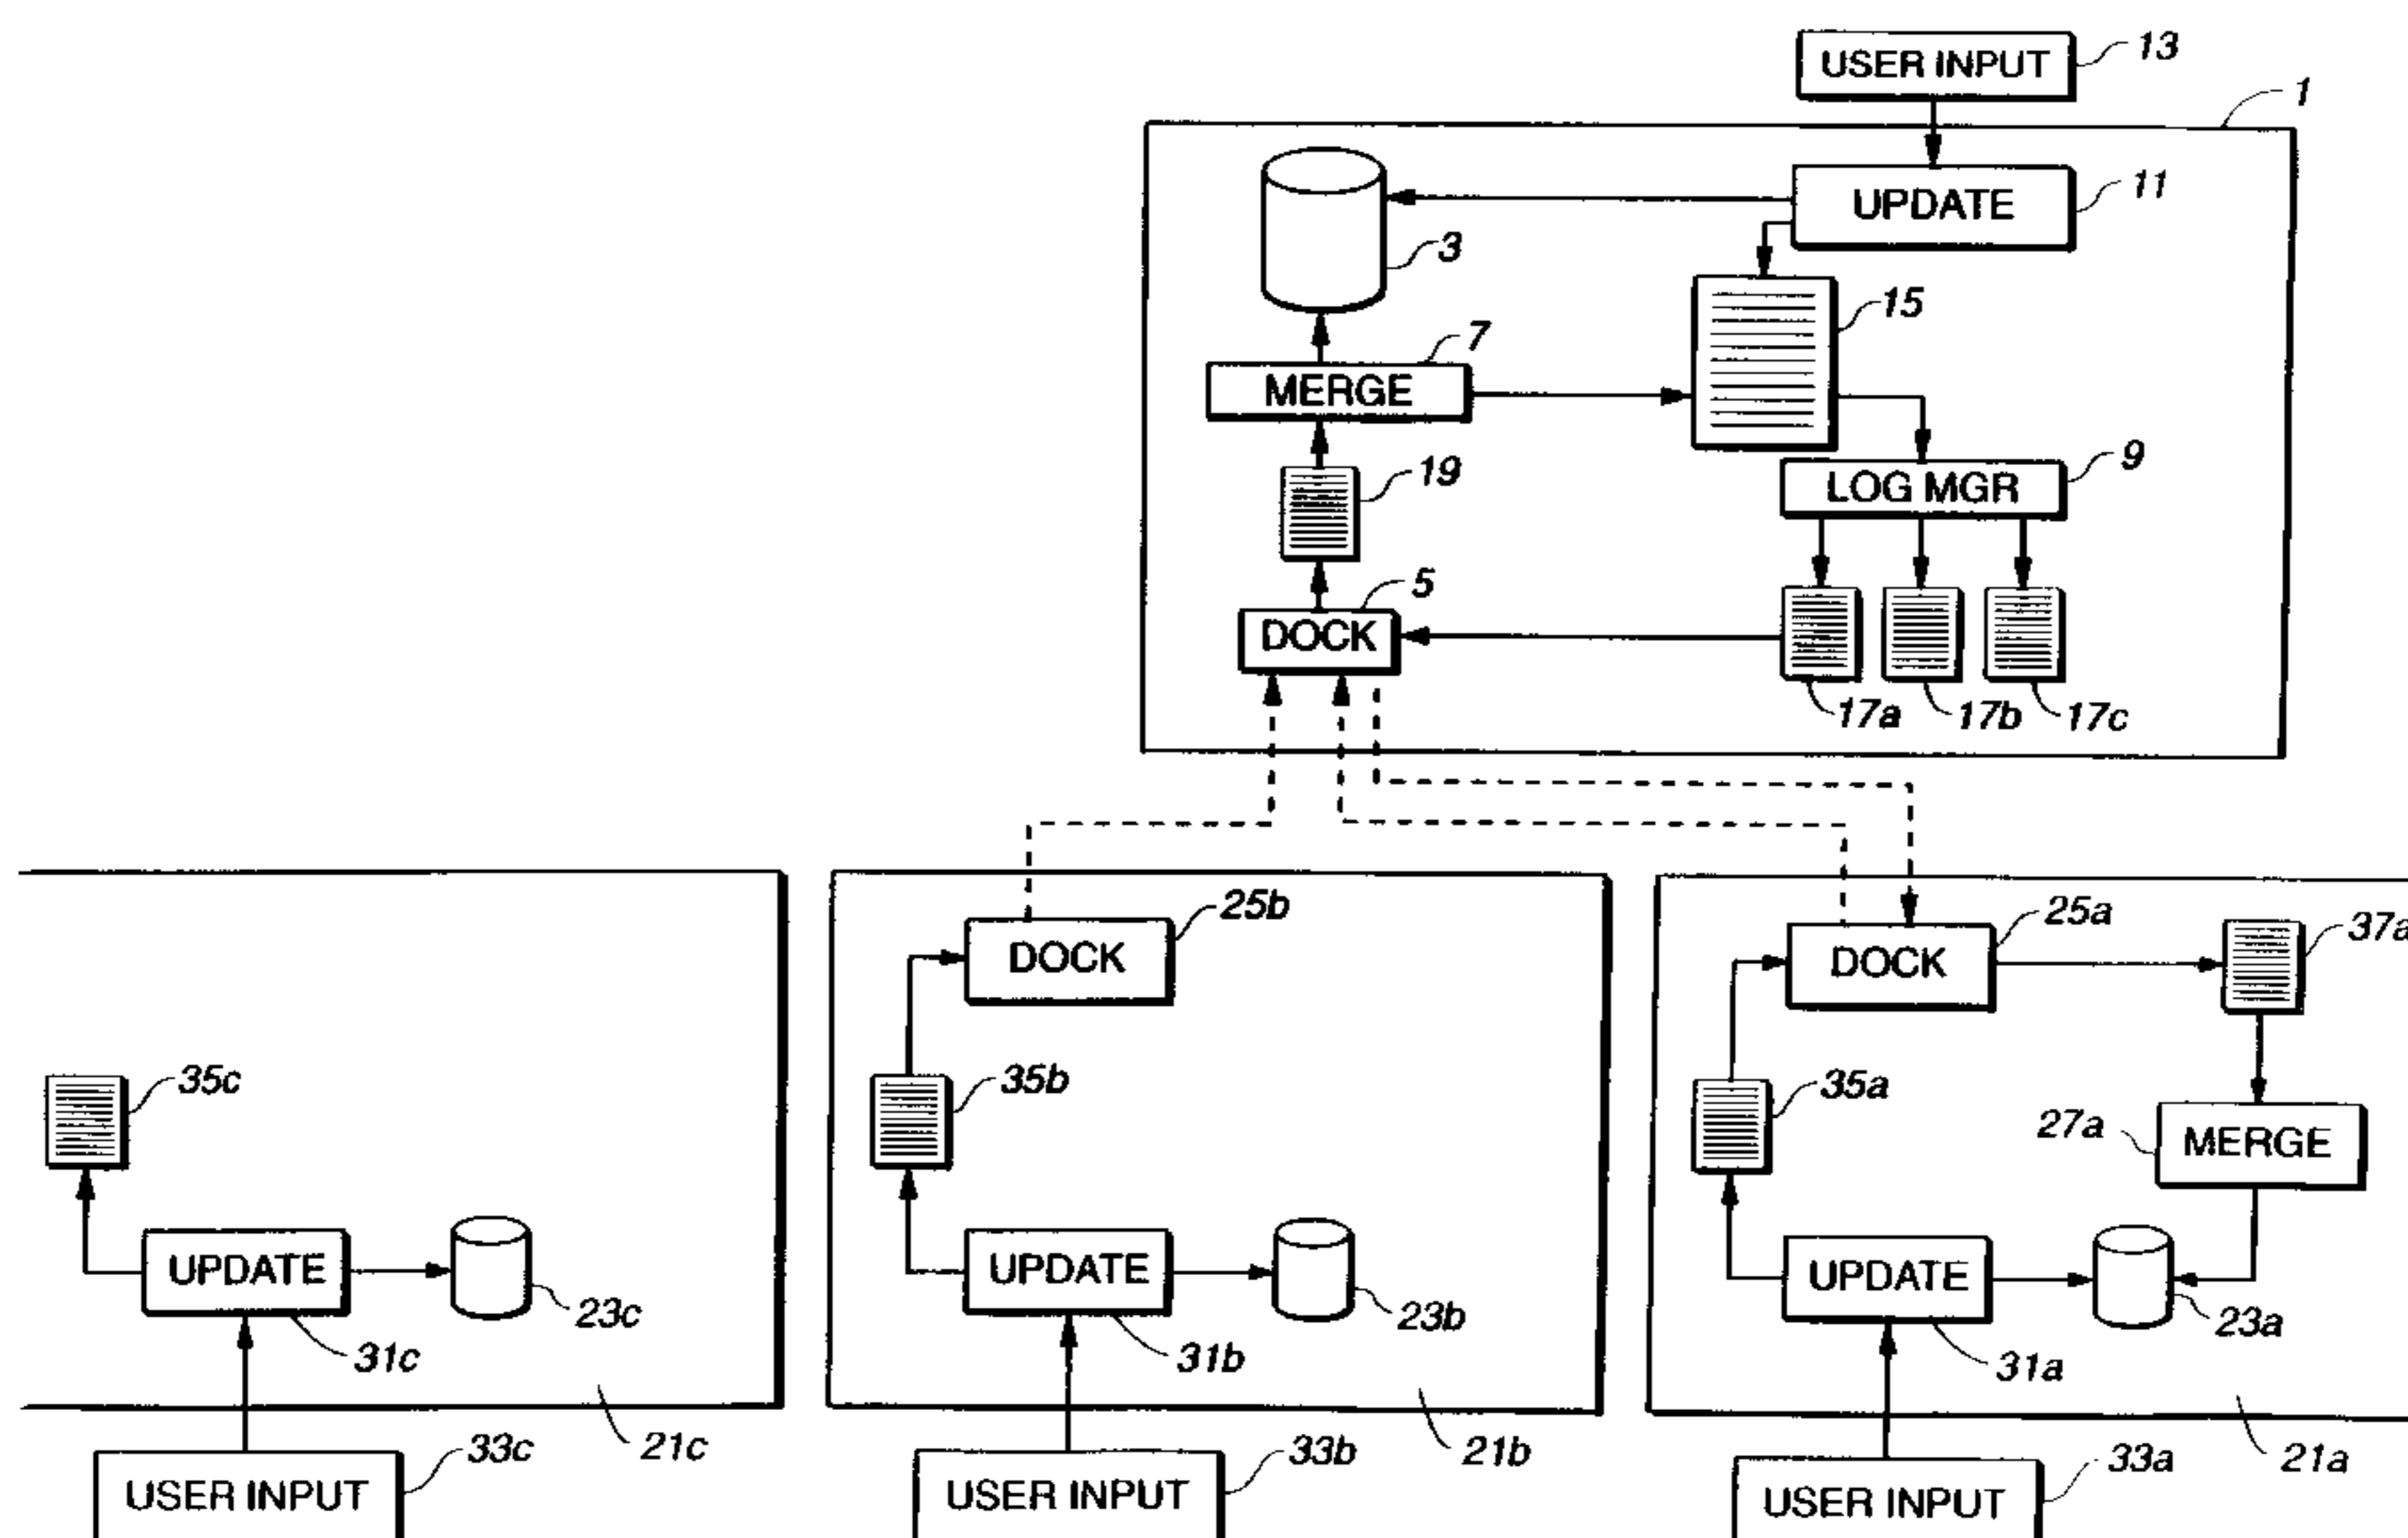 USER INPUT 13
1
UPDATE 11
3
15
7
MERGE
9
19
LOG MGR
5
DOCK
17a 17b 17c
25b 25a 37a
DOCK DOCK
35c 35b 35a
27a MERGE
UPDATE UPDATE UPDATE
23c 23b 23a
31c 31b 31a
21c 21b 21a
33c 33b 33a
USER INPUT USER INPUT USER INPUT